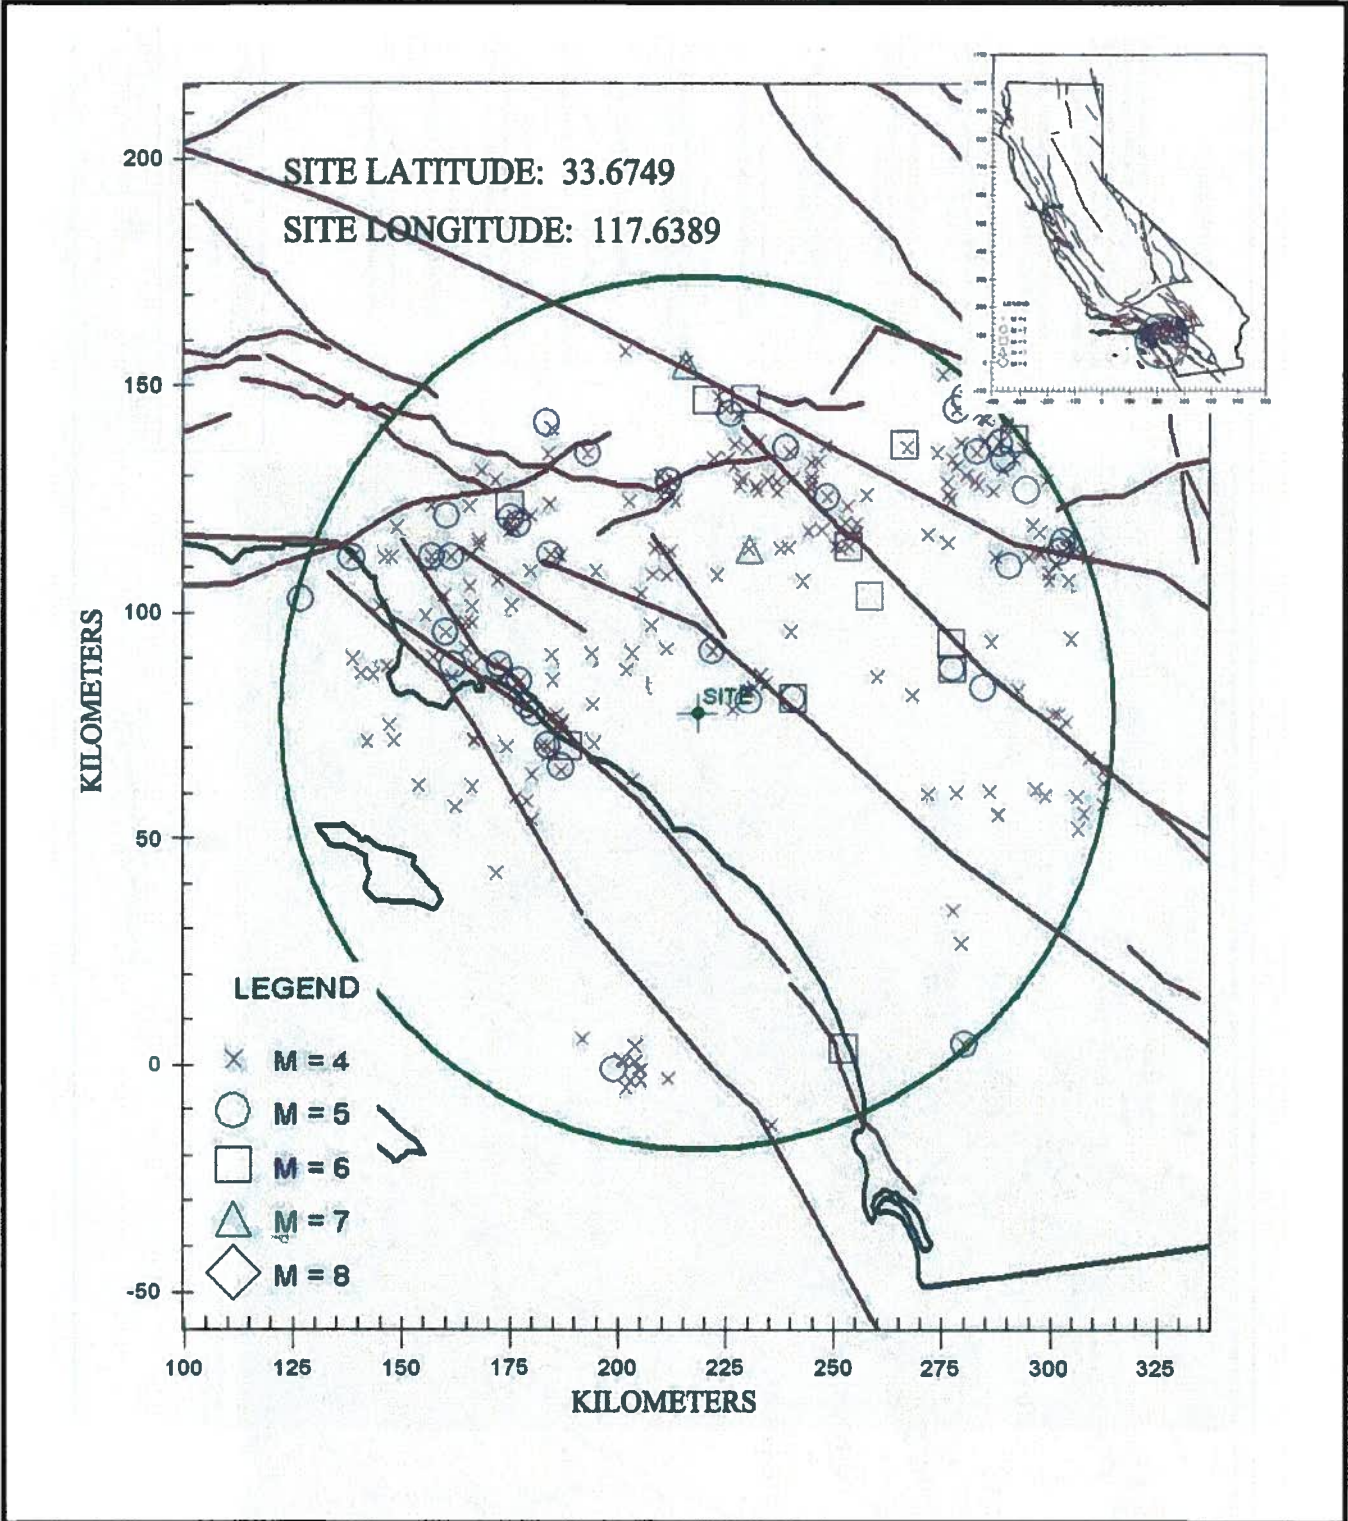 SITE LATITUDE: 33.6749
SITE LONGITUDE: 117.6389
200
150
100
50
0
-50
KILOMETERS
SITE
LEGEND
M = 4
M = 5
M = 6
M = 7
M = 8
100 125 150 175 200 225 250 275 300 325
KILOMETERS